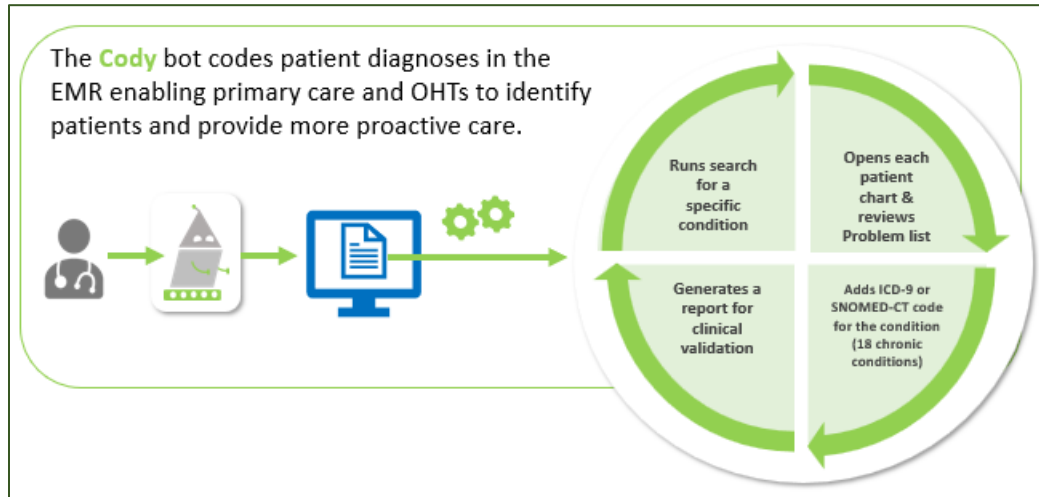 The Cody bot codes patient diagnoses in the
EMR enabling primary care and OHTs to identify
patients and provide more proactive care.
Runs search
for a
specific
condition
Opens each
patient
chart &
reviews
Problem list
Generates a
report for
clinical
validation
Adds ICD-9 or
SNOMED-CT code
for the condition
(18 chronic
conditions)